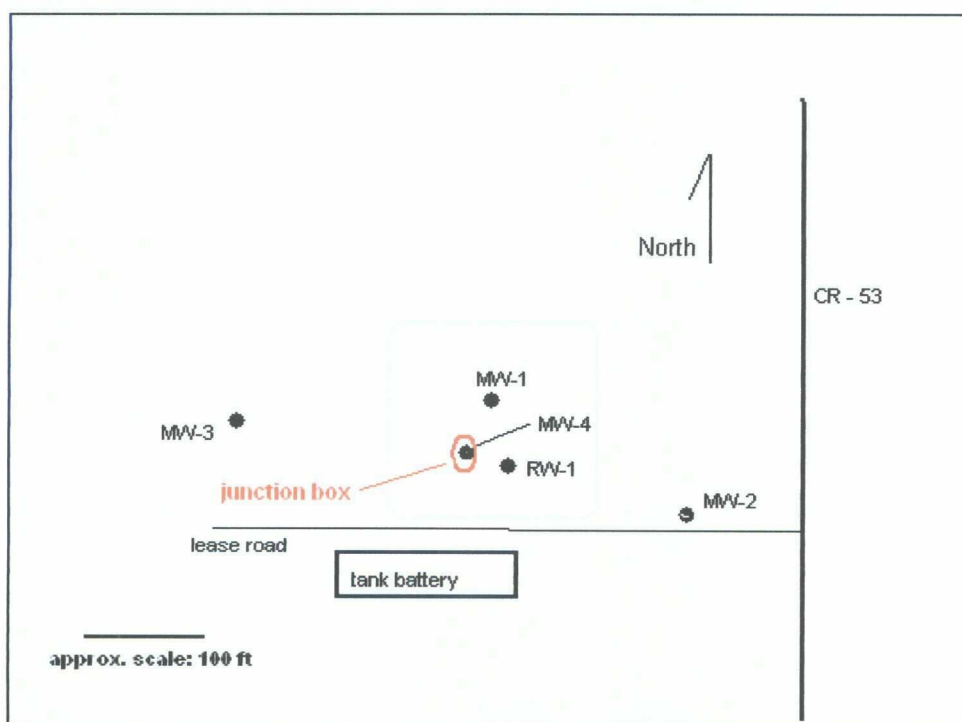 North
CR - 53
MW-1
MW-3
MW-4
RW-1
junction box
MW-2
lease road
tank battery
approx. scale: 100 ft